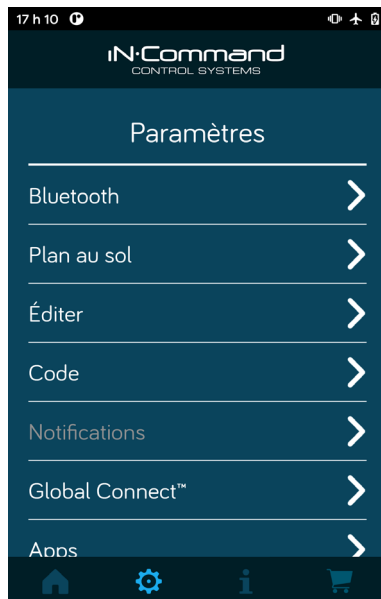 17 h 10
iN·Command
CONTROL SYSTEMS
Paramètres
Bluetooth
Plan au sol
Éditer
Code
Notifications
Global Connect™
Apps